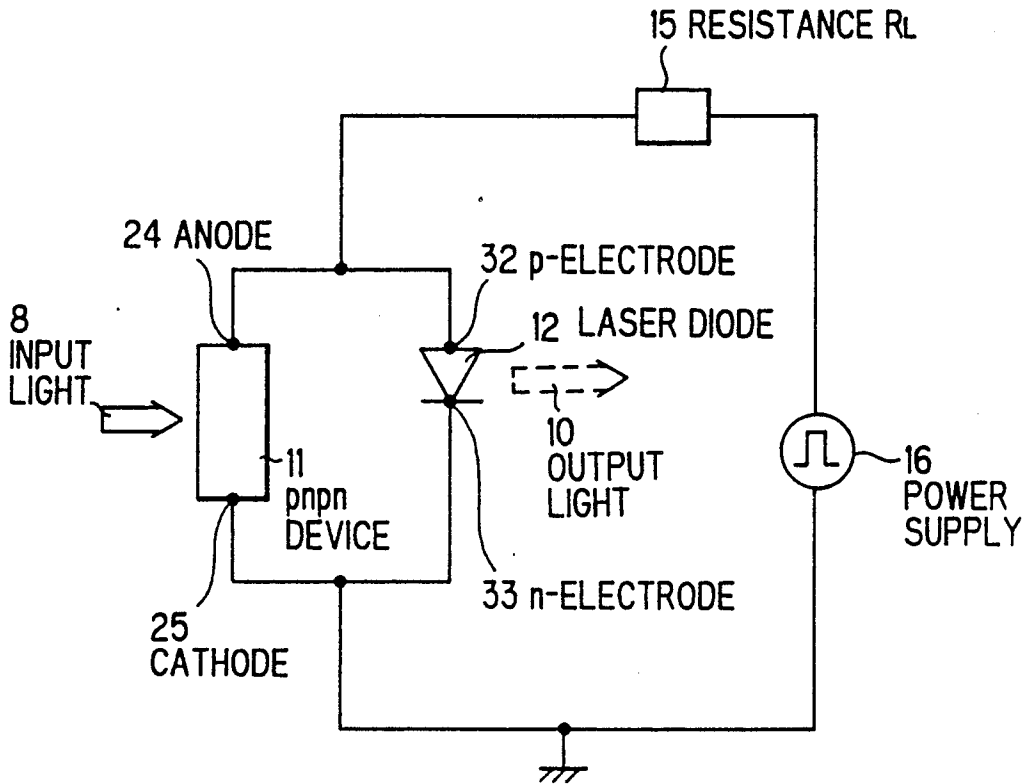 15 RESISTANCE RL
24 ANODE
32 p-ELECTRODE
8
INPUT
LIGHT
12 LASER DIODE
10
OUTPUT
LIGHT
11
pnpn
DEVICE
16
POWER
SUPPLY
33 n-ELECTRODE
25
CATHODE